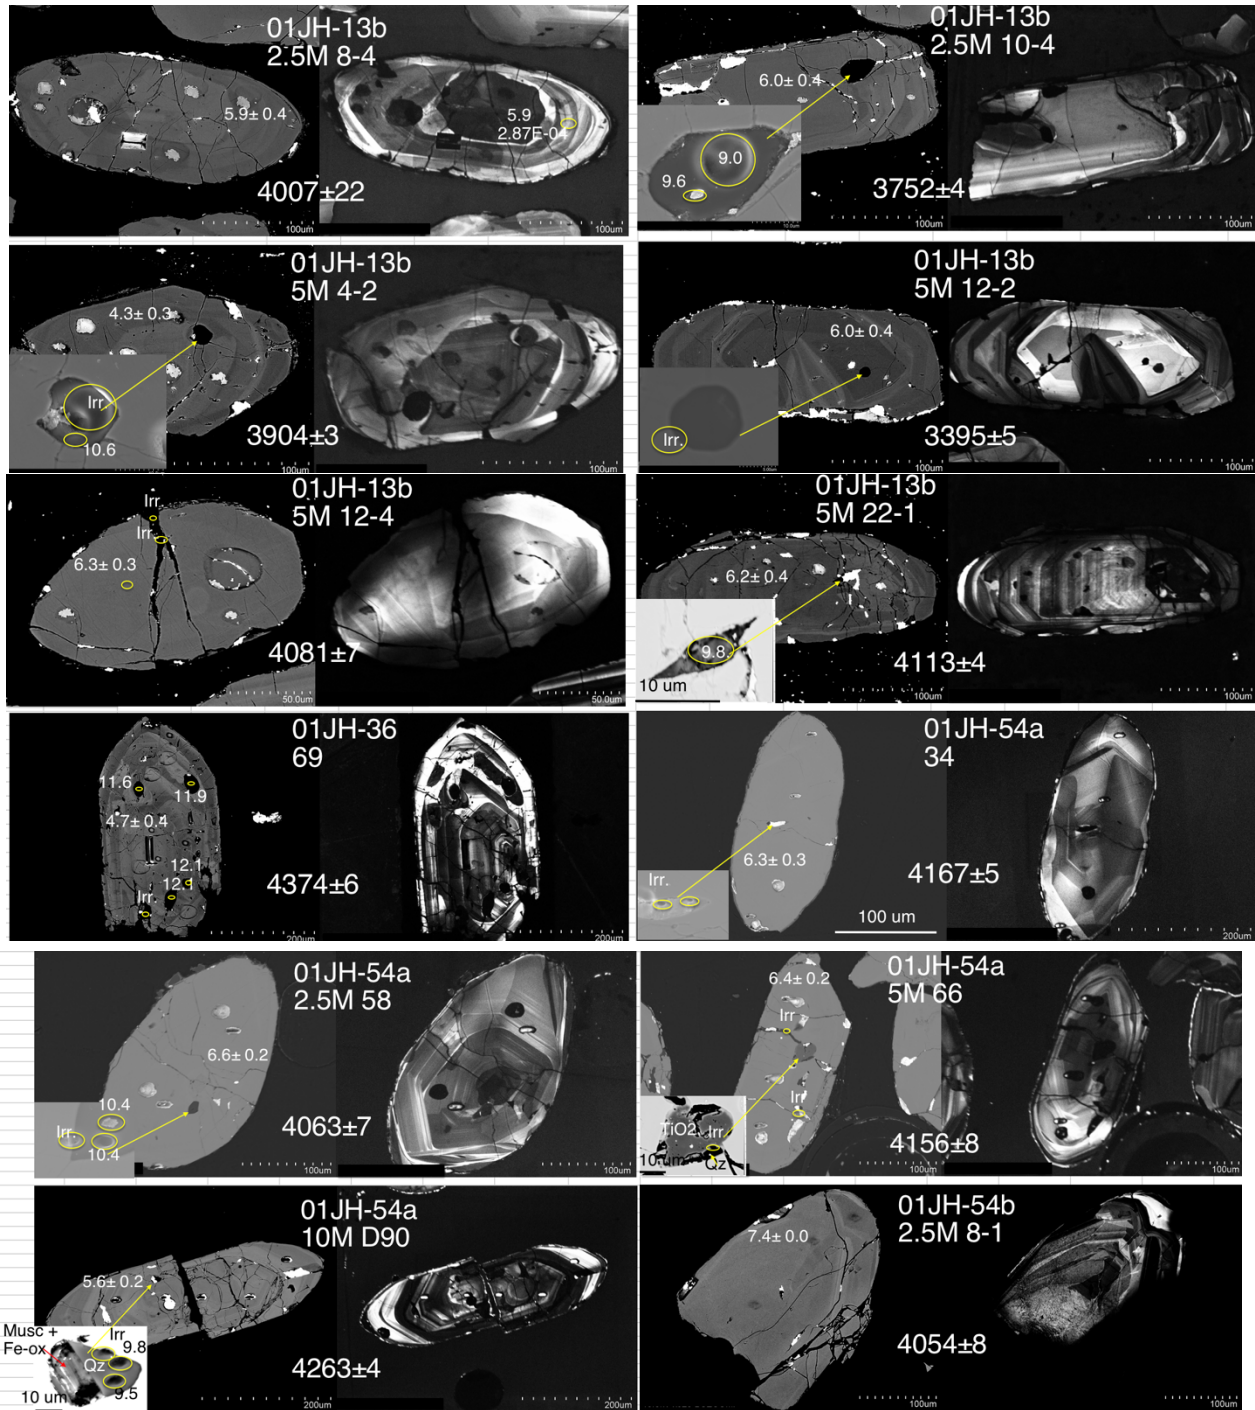 01JH-13b
2.5M 8-4
5.9± 0.4
5.9
2.87E-04
4007±22
100um
100um
01JH-13b
2.5M 10-4
6.0± 0.4
9.0
9.6
3752±4
100um
100um
01JH-13b
5M 4-2
4.3± 0.3
Irr.
10.6
3904±3
100um
100um
01JH-13b
5M 12-2
6.0± 0.4
Irr.
3395±5
100um
100um
01JH-13b
5M 12-4
Irr.
Irr.
6.3± 0.3
4081±7
50.0um
50.0um
01JH-13b
5M 22-1
6.2± 0.4
9.8
10 um
4113±4
100um
100um
01JH-36
69
11.6
11.9
4.7± 0.4
12.1
12.1
Irr.
4374±6
200um
200um
01JH-54a
34
6.3± 0.3
Irr.
4167±5
100 um
200um
01JH-54a
2.5M 58
6.6± 0.2
10.4
Irr.
10.4
4063±7
100um
100um
01JH-54a
5M 66
6.4± 0.2
Irr
Irr
TiO2
Irr
10 um
Qz
4156±8
100um
100um
01JH-54a
10M D90
5.6± 0.2
Musc +
Fe-ox
Irr
9.8
Qz
9.5
10 um
4263±4
200um
01JH-54b
2.5M 8-1
7.4± 0.0
4054±8
100um
100um